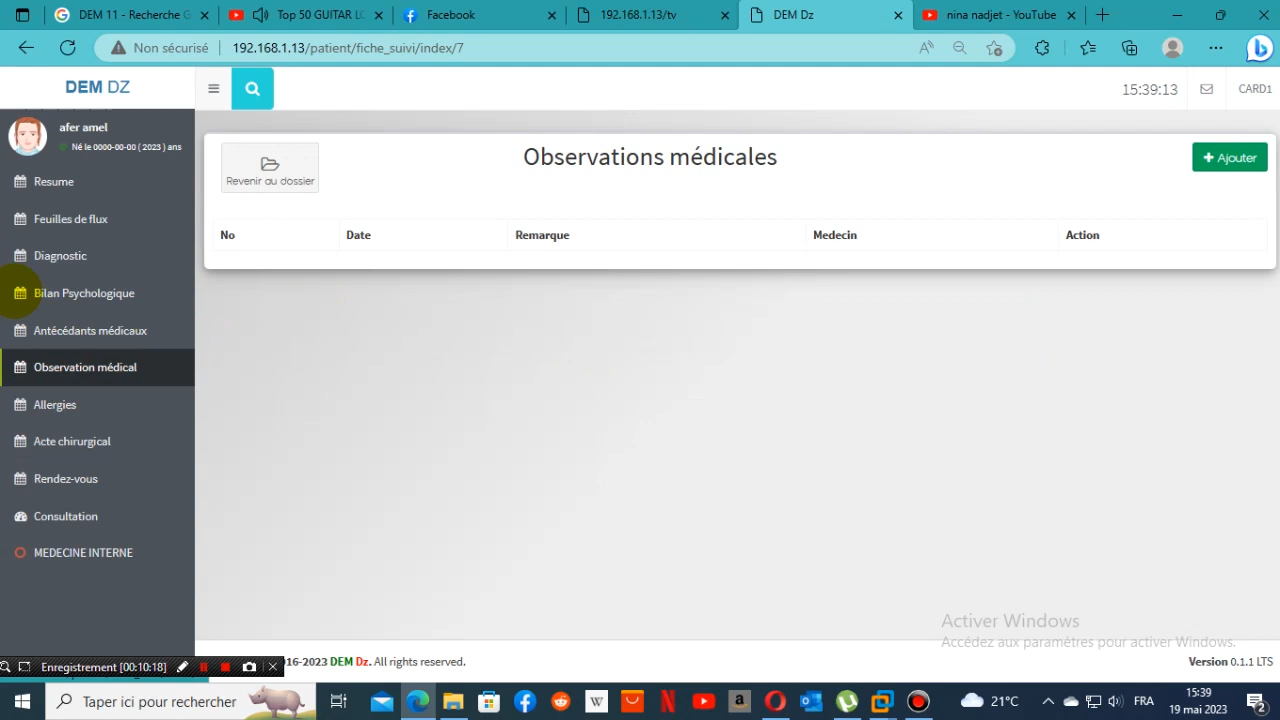 DEM 11 - Recherche G
Top 50 GUITAR LO
Facebook
192.168.1.13/tv
DEM Dz
nina nadjet - YouTube
Non sécurisé
192.168.1.13/patient/fiche_suivi/index/7
DEM DZ
15:39:13
CARD1
afer amel
Né le 0000-00-00 ( 2023 ) ans
Resume
Feuilles de flux
Diagnostic
Bilan Psychologique
Antécédants médicaux
Observation médical
Allergies
Acte chirurgical
Rendez-vous
Consultation
MEDECINE INTERNE
Revenir au dossier
Observations médicales
Ajouter
No Date Remarque Medecin Action
Activer Windows
Accédez aux paramètres pour activer Windows.
Enregistrement [00:10:18]
16-2023 DEM Dz. All rights reserved.
Version 0.1.1 LTS
Taper ici pour rechercher
21°C
FRA
15:39
19 mai 2023
2